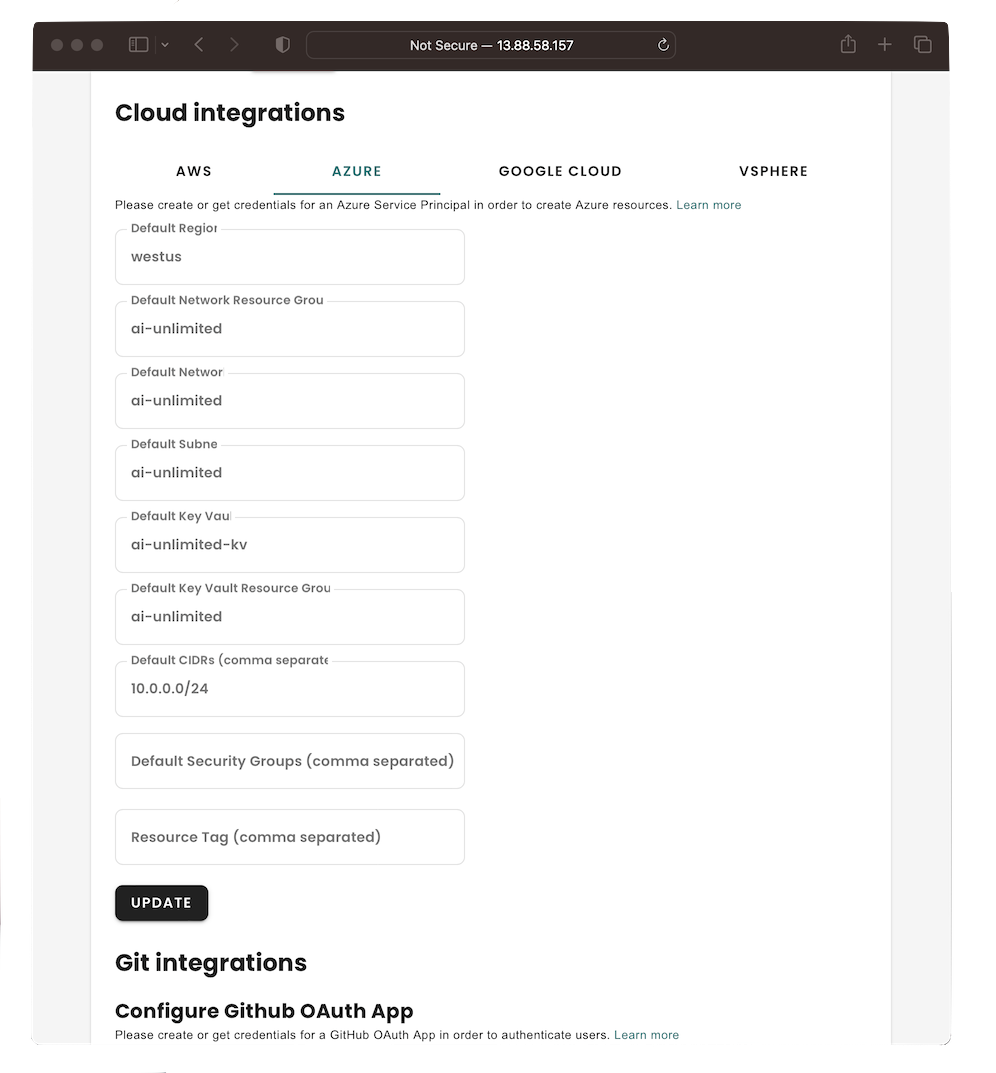 Not Secure — 13.88.58.157
Cloud integrations
AWS AZURE GOOGLE CLOUD VSPHERE
Please create or get credentials for an Azure Service Principal in order to create Azure resources. Learn more
Default Region
westus
Default Network Resource Grou
ai-unlimited
Default Networ
ai-unlimited
Default Subne
ai-unlimited
Default Key Vau
ai-unlimited-kv
Default Key Vault Resource Grou
ai-unlimited
Default CIDRs (comma separate
10.0.0.0/24
Default Security Groups (comma separated)
Resource Tag (comma separated)
UPDATE
Git integrations
Configure Github OAuth App
Please create or get credentials for a GitHub OAuth App in order to authenticate users. Learn more